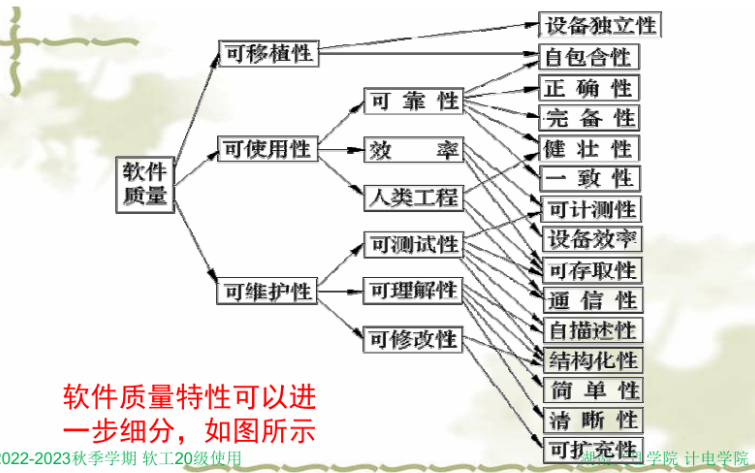 软件
质量
可移植性
可使用性
可维护性
可靠性
效率
人类工程
可测试性
可理解性
可修改性
设备独立性
自包含性
正确性
完备性
健壮性
一致性
可计测性
设备效率
可存取性
通信性
自描述性
结构化性
简单性
清晰性
可扩充性
软件质量特性可以进
一步细分，如图所示
2022-2023秋季学期 软工20级使用
学院 计电学院